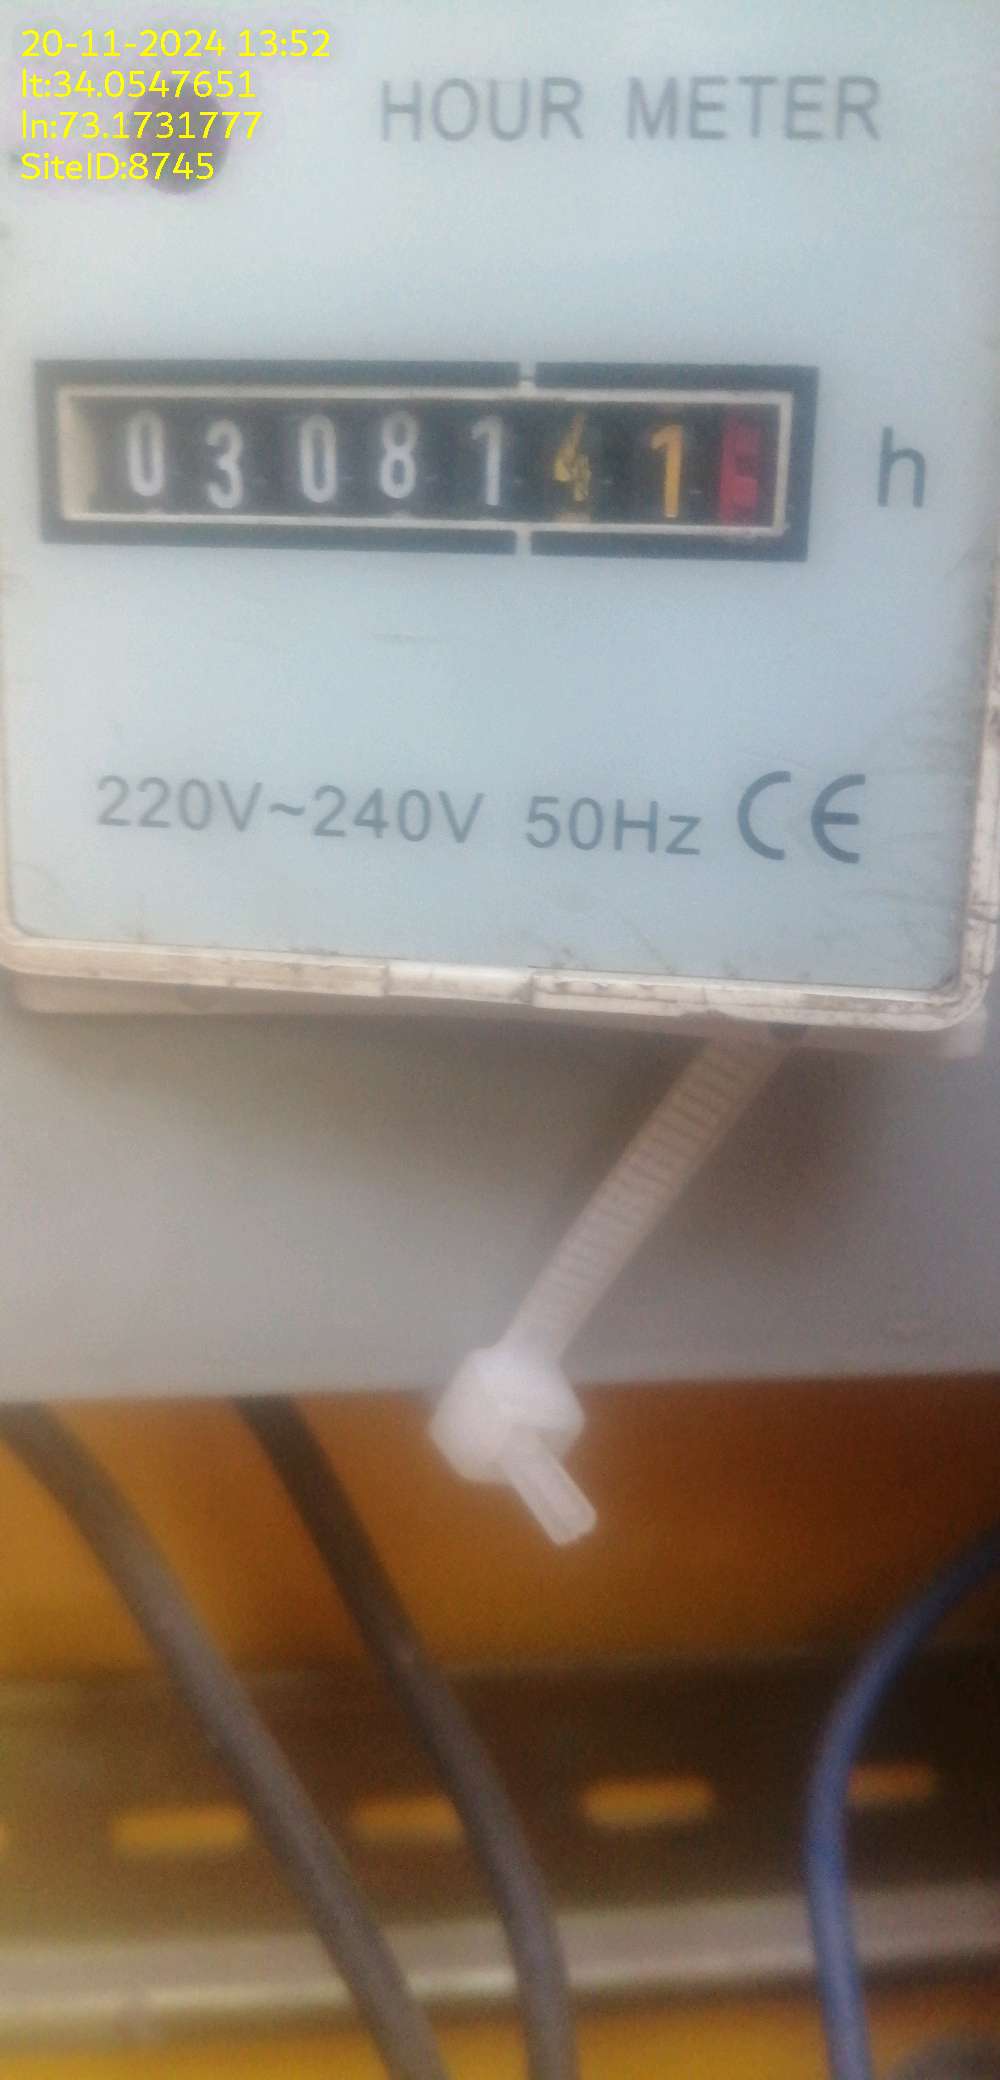 20-11-2024 13:52
lt:34.0547651
ln:73.1731777
SiteID:8745
HOUR METER
0308141 h
220V~240V 50Hz CE